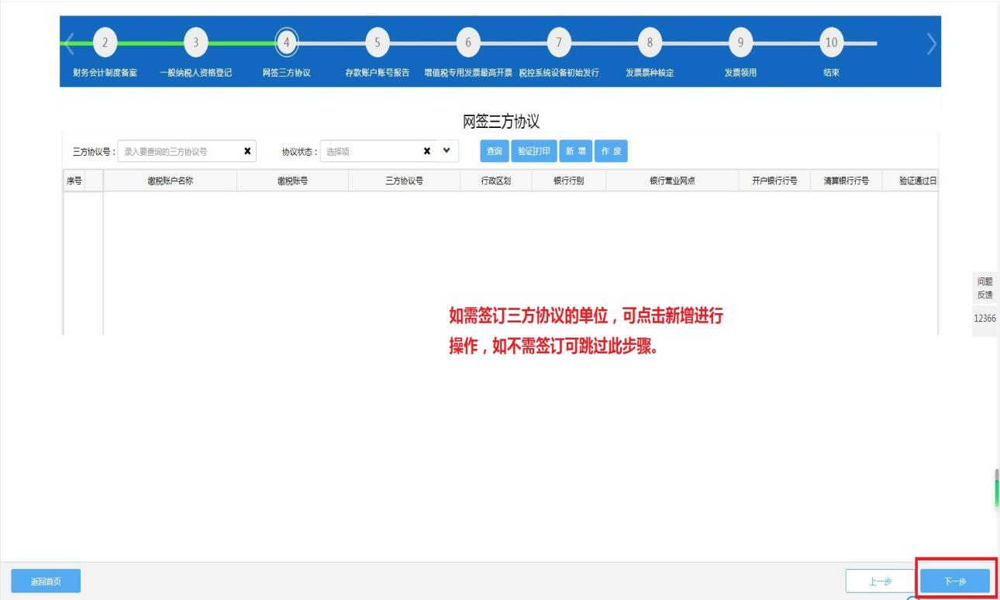 2 3 4 5 6 7 8 9 10
财务会计制度备案 一般纳税人资格登记 网签三方协议 存款账户账号报告 增值税专用发票最高开票 税控系统设备初始发行 发票票种核定 发票领用 结束
网签三方协议
三方协议号： 录入要查询的三方协议号 协议状态： 选择项 查询 验证打印 新 增 作 废
序号 缴税账户名称 缴税账号 三方协议号 行政区划 银行行别 银行营业网点 开户银行行号 清算银行行号 验证通过日
问题
反馈
12366
如需签订三方协议的单位，可点击新增进行
操作，如不需签订可跳过此步骤。
返回首页 上一步 下一步